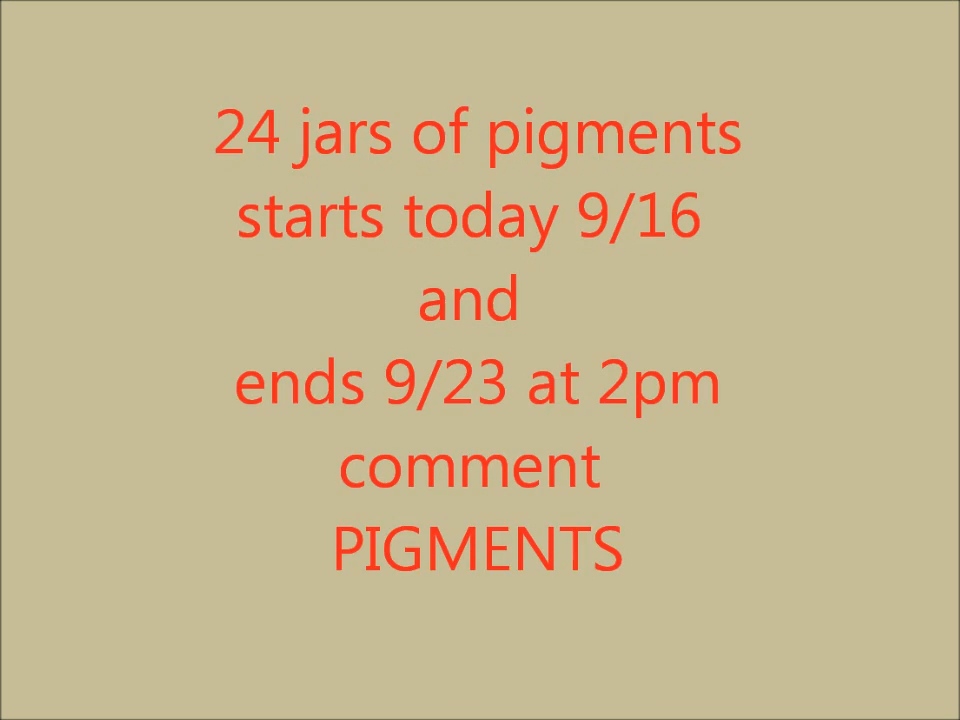 24 jars of pigments
starts today 9/16
and
ends 9/23 at 2pm
comment
PIGMENTS